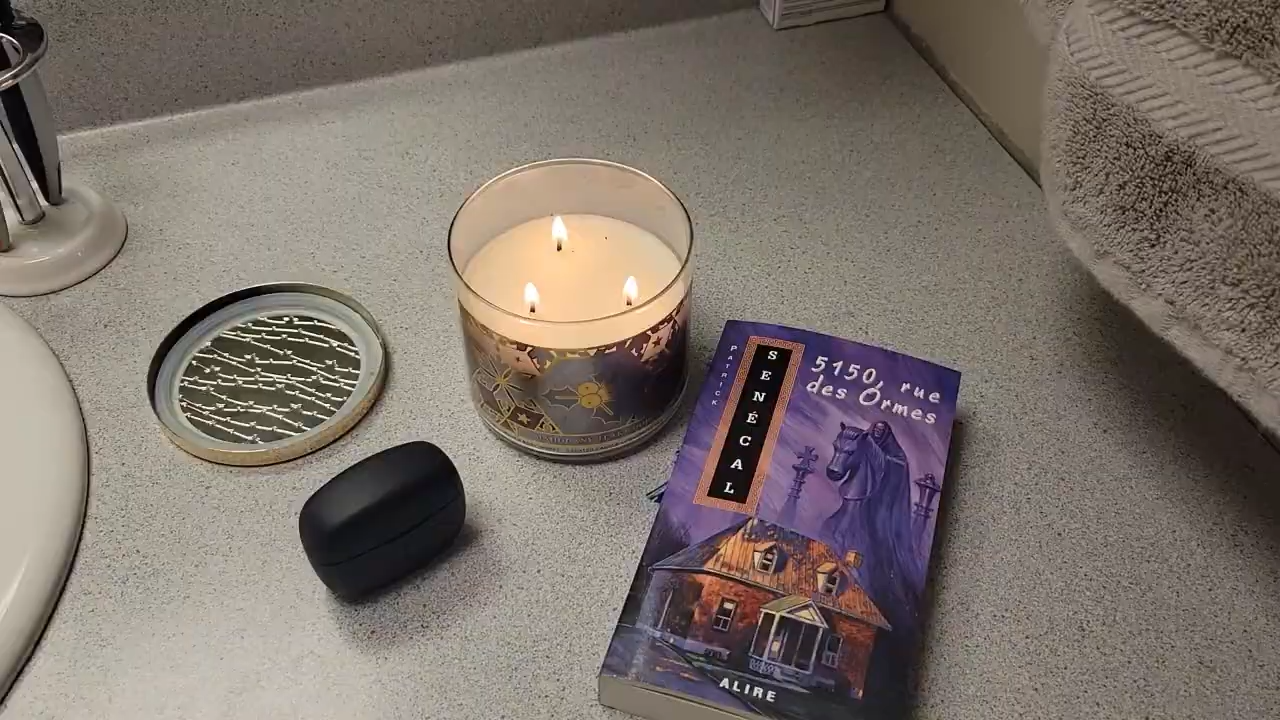 PATRICK
SENÉCAL
5150, rue
des Ormes
ALIRE